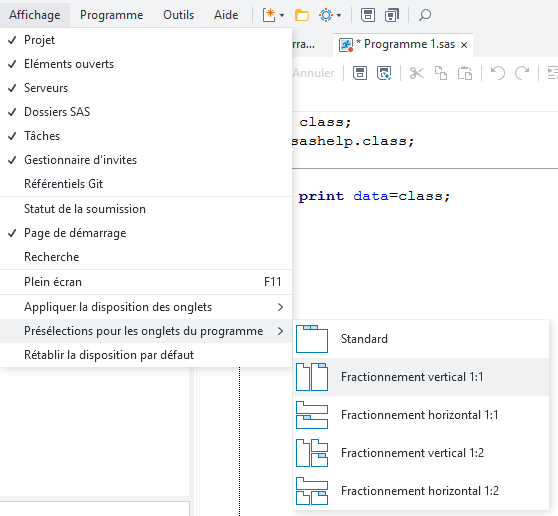 Affichage Programme Outils Aide
Projet
Eléments ouverts
Serveurs
Dossiers SAS
Tâches
Gestionnaire d'invites
Référentiels Git
Statut de la soumission
Page de démarrage
Recherche
Plein écran F11
Appliquer la disposition des onglets
Présélections pour les onglets du programme
Rétablir la disposition par défaut
rra... * Programme 1.sas
Annuler
class;
sashelp.class;
print data=class;
Standard
Fractionnement vertical 1:1
Fractionnement horizontal 1:1
Fractionnement vertical 1:2
Fractionnement horizontal 1:2